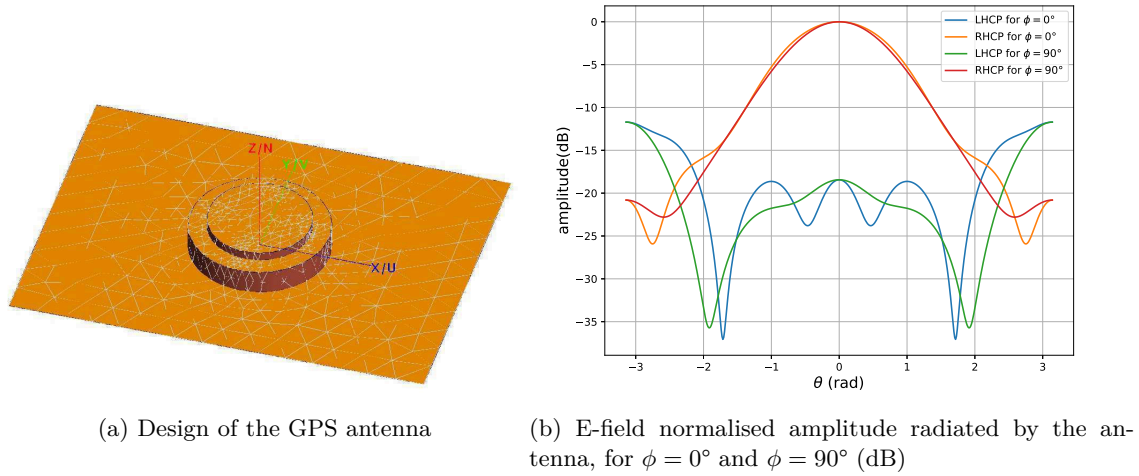 Z/N
Y/V
X/U
(a) Design of the GPS antenna
LHCP for ϕ = 0°
RHCP for ϕ = 0°
LHCP for ϕ = 90°
RHCP for ϕ = 90°
amplitude(dB)
0
−5
−10
−15
−20
−25
−30
−35
−3 −2 −1 0 1 2 3
θ (rad)
(b) E-field normalised amplitude radiated by the an-
tenna, for ϕ = 0° and ϕ = 90° (dB)